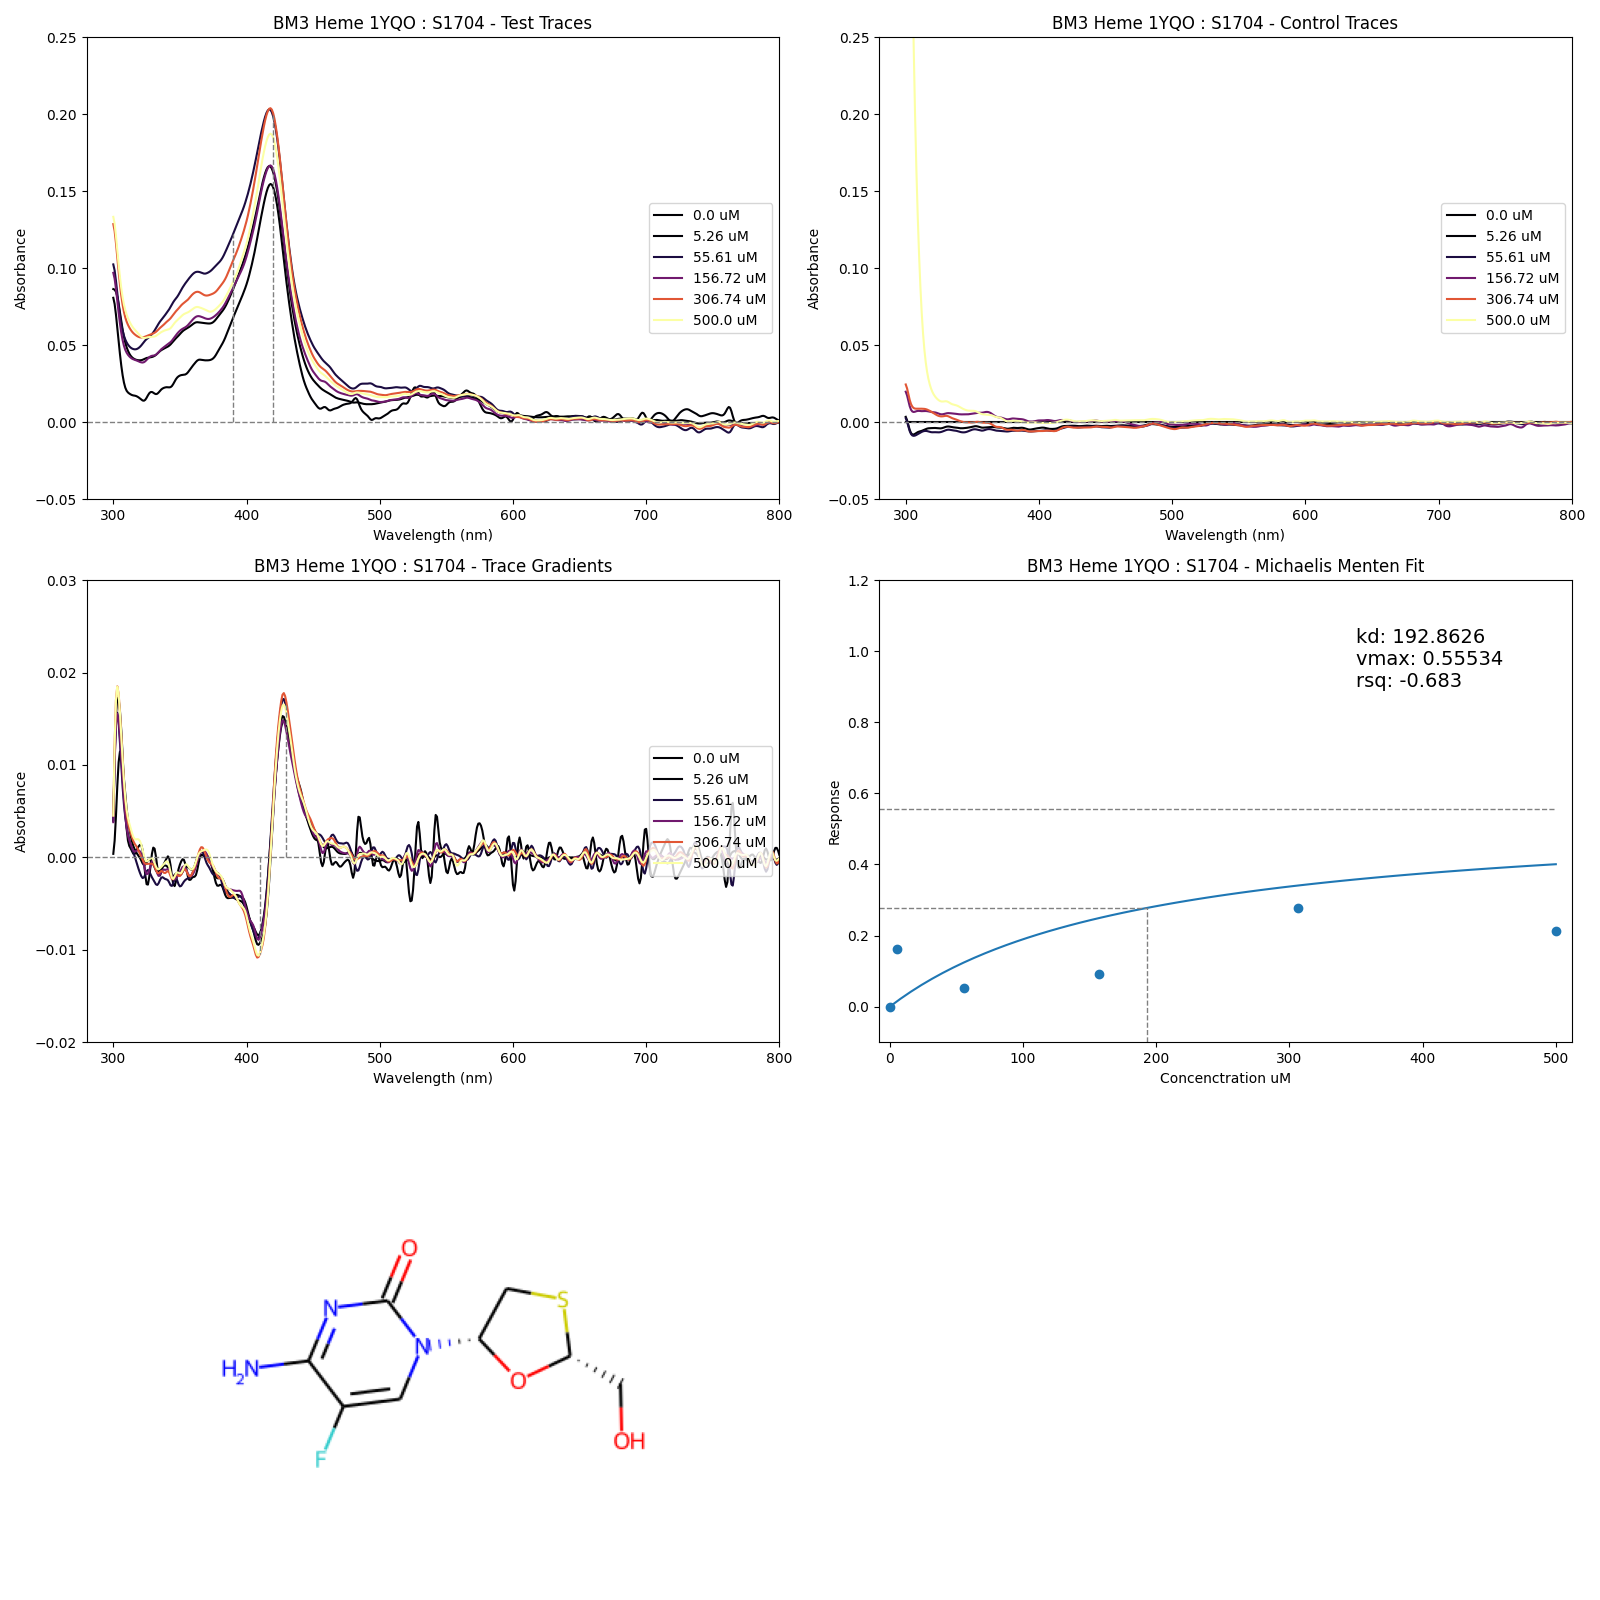 BM3 Heme 1YQO : S1704 - Test Traces
0.25
0.20
0.15
0.10
0.05
0.00
−0.05
Absorbance
300
400
500
600
700
800
Wavelength (nm)
0.0 uM
5.26 uM
55.61 uM
156.72 uM
306.74 uM
500.0 uM
BM3 Heme 1YQO : S1704 - Control Traces
0.25
0.20
0.15
0.10
0.05
0.00
−0.05
Absorbance
300
400
500
600
700
800
Wavelength (nm)
0.0 uM
5.26 uM
55.61 uM
156.72 uM
306.74 uM
500.0 uM
BM3 Heme 1YQO : S1704 - Trace Gradients
0.03
0.02
0.01
0.00
−0.01
−0.02
Absorbance
300
400
500
600
700
800
Wavelength (nm)
0.0 uM
5.26 uM
55.61 uM
156.72 uM
306.74 uM
500.0 uM
BM3 Heme 1YQO : S1704 - Michaelis Menten Fit
1.2
1.0
0.8
0.6
0.4
0.2
0.0
Response
kd: 192.8626
vmax: 0.55534
rsq: -0.683
0
100
200
300
400
500
Concenctration uM
O
N
S
N
H2N
O
F
OH